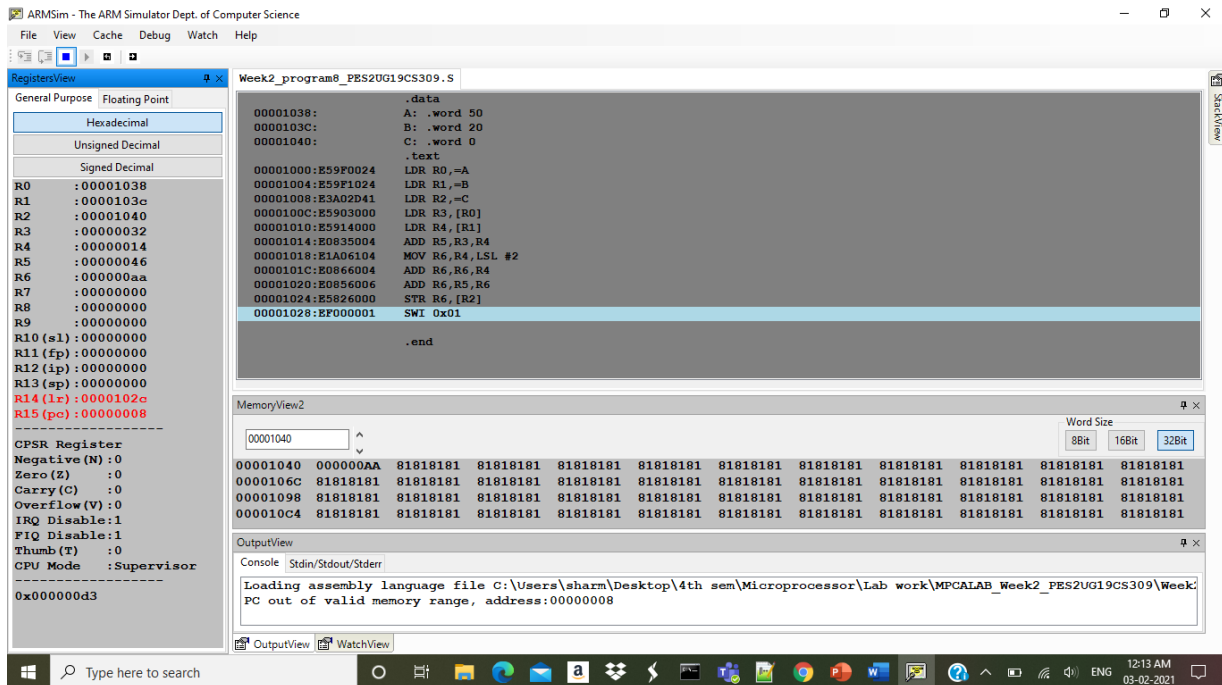 ARMSim - The ARM Simulator Dept. of Computer Science
File View Cache Debug Watch Help
RegistersView
General Purpose Floating Point
Hexadecimal
Unsigned Decimal
Signed Decimal
R0 :00001038
R1 :0000103c
R2 :00001040
R3 :00000032
R4 :00000014
R5 :00000046
R6 :000000aa
R7 :00000000
R8 :00000000
R9 :00000000
R10(sl):00000000
R11(fp):00000000
R12(ip):00000000
R13(sp):00000000
R14(lr):0000102c
R15(pc):00000008
------------------
CPSR Register
Negative(N):0
Zero(Z) :0
Carry(C) :0
Overflow(V):0
IRQ Disable:1
FIQ Disable:1
Thumb(T) :0
CPU Mode :Supervisor
------------------
0x000000d3
Week2_program8_PES2UG19CS309.S
.data
00001038: A: .word 50
0000103C: B: .word 20
00001040: C: .word 0
.text
00001000:E59F0024 LDR R0,=A
00001004:E59F1024 LDR R1,=B
00001008:E3A02D41 LDR R2,=C
0000100C:E5903000 LDR R3,[R0]
00001010:E5914000 LDR R4,[R1]
00001014:E0835004 ADD R5,R3,R4
00001018:E1A06104 MOV R6,R4,LSL #2
0000101C:E0866004 ADD R6,R6,R4
00001020:E0856006 ADD R6,R5,R6
00001024:E5826000 STR R6,[R2]
00001028:EF000001 SWI 0x01
.end
StackView
MemoryView2
00001040
Word Size
8Bit 16Bit 32Bit
00001040 000000AA 81818181 81818181 81818181 81818181 81818181 81818181 81818181 81818181 81818181 81818181
0000106C 81818181 81818181 81818181 81818181 81818181 81818181 81818181 81818181 81818181 81818181 81818181
00001098 81818181 81818181 81818181 81818181 81818181 81818181 81818181 81818181 81818181 81818181 81818181
000010C4 81818181 81818181 81818181 81818181 81818181 81818181 81818181 81818181 81818181 81818181 81818181
OutputView
Console Stdin/Stdout/Stderr
Loading assembly language file C:\Users\sharm\Desktop\4th sem\Microprocessor\Lab work\MPCALAB_Week2_PES2UG19CS309\Week2
PC out of valid memory range, address:00000008
OutputView WatchView
Type here to search
ENG
12:13 AM
03-02-2021